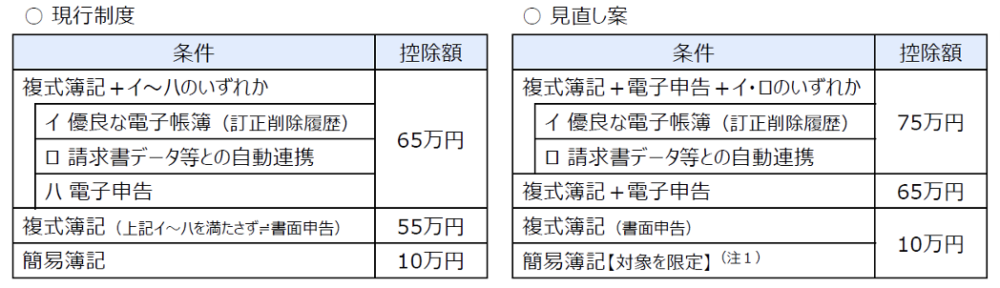 ○ 現行制度
条件 控除額
複式簿記+イ～ハのいずれか
イ 優良な電子帳簿（訂正削除履歴）
ロ 請求書データ等との自動連携
ハ 電子申告
65万円
複式簿記（上記イ～ハを満たさず≓書面申告） 55万円
簡易簿記 10万円
○ 見直し案
条件 控除額
複式簿記+電子申告+イ・ロのいずれか
イ 優良な電子帳簿（訂正削除履歴）
ロ 請求書データ等との自動連携
75万円
複式簿記+電子申告 65万円
複式簿記（書面申告）
簡易簿記【対象を限定】（注１）
10万円